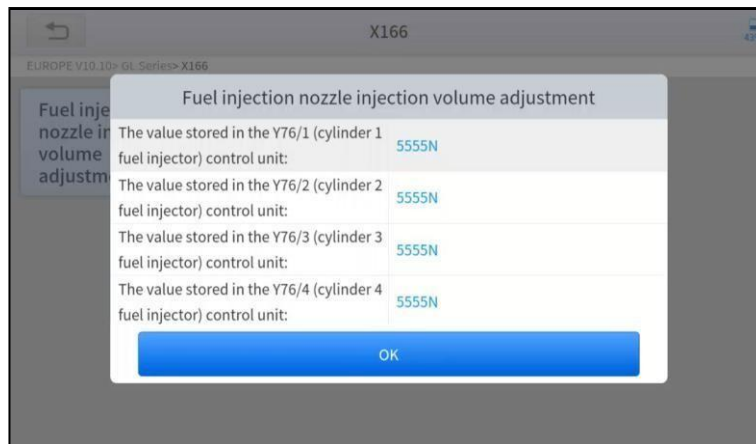 X166
EUROPE V10.10> GL Series> X166
Fuel inje
nozzle in
volume
adjustm
Fuel injection nozzle injection volume adjustment
The value stored in the Y76/1 (cylinder 1
fuel injector) control unit:
5555N
The value stored in the Y76/2 (cylinder 2
fuel injector) control unit:
5555N
The value stored in the Y76/3 (cylinder 3
fuel injector) control unit:
5555N
The value stored in the Y76/4 (cylinder 4
fuel injector) control unit:
5555N
OK